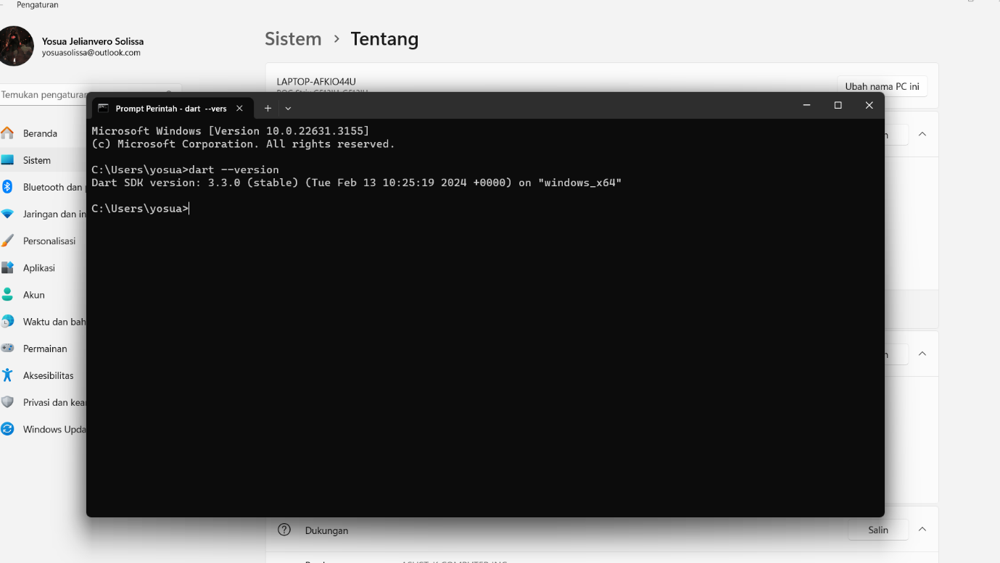 Pengaturan
Yosua Jelianvero Solissa
yosuasolissa@outlook.com
Temukan pengaturan
Beranda
Sistem
Bluetooth dan
Jaringan dan in
Personalisasi
Aplikasi
Akun
Waktu dan bah
Permainan
Aksesibilitas
Privasi dan kea
Windows Upda
Sistem > Tentang
LAPTOP-AFKIO44U
Ubah nama PC ini
Prompt Perintah - dart --vers
Microsoft Windows [Version 10.0.22631.3155]
(c) Microsoft Corporation. All rights reserved.
C:\Users\yosua>dart --version
Dart SDK version: 3.3.0 (stable) (Tue Feb 13 10:25:19 2024 +0000) on "windows_x64"
C:\Users\yosua>
Dukungan
Salin